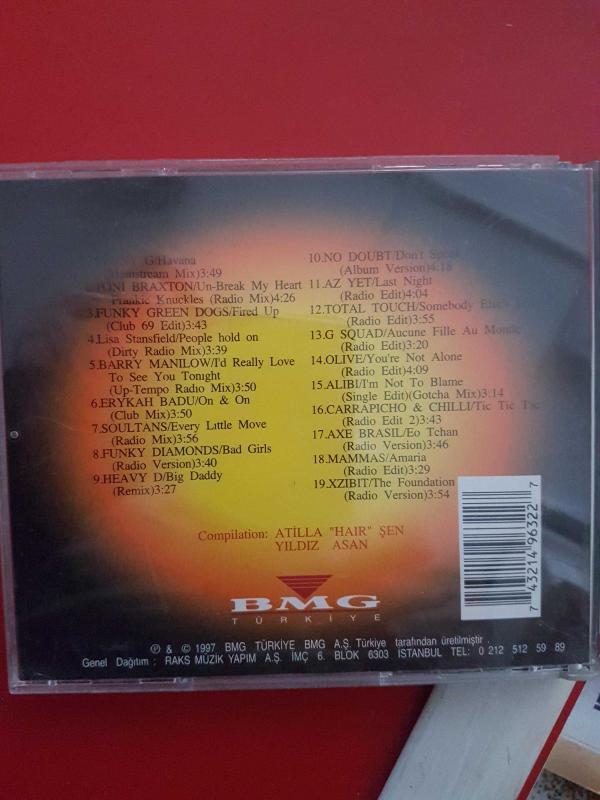 G/Havana
Mix)3:49
TONI BRAXTON/Un-Break My Heart
Frankie Knuckles (Radio Mix)4:26
3.FUNKY GREEN DOGS/Fired Up
(Club 69 Edit)3:43
4.Lisa Stansfield/People hold on
(Dirty Radio Mix)3:39
5.BARRY MANILOW/I'd Really Love
To See You Tonight
(Up-Tempo Radio Mix)3:50
6.ERYKAH BADU/On & On
(Club Mix)3:50
7.SOULTANS/Every Little Move
(Radio Mix)3:56
8.FUNKY DIAMONDS/Bad Girls
(Radio Version)3:40
9.HEAVY D/Big Daddy
(Remix)3:27
10.NO DOUBT/Don't Speak
(Album Version)4:18
11.AZ YET/Last Night
(Radio Edit)4:04
12.TOTAL TOUCH/Somebody Else's
(Radio Edit)3:55
13.G SQUAD/Aucune Fille Au Monde
(Radio Edit)3:20
14.OLIVE/You're Not Alone
(Radio Edit)4:09
15.ALIBI/I'm Not To Blame
(Single Edit)(Gotcha Mix)3:14
16.CARRAPICHO & CHILLI/Tic Tic Tac
(Radio Edit 2)3:43
17.AXE BRASIL/Eo Tchan
(Radio Version)3:46
18.MAMMAS/Amaria
(Radio Edit)3:29
19.XZIBIT/The Foundation
(Radio Version)3:54
Compilation: ATİLLA "HAIR" ŞEN
YILDIZ ASAN
7 43214 96322 7
BMG
TÜRKİYE
℗ & © 1997 BMG TÜRKİYE BMG A.Ş. Türkiye tarafından üretilmiştir.
Genel Dağıtım : RAKS MÜZİK YAPIM A.Ş. İMÇ 6. BLOK 6303 İSTANBUL TEL: 0 212 512 59 89